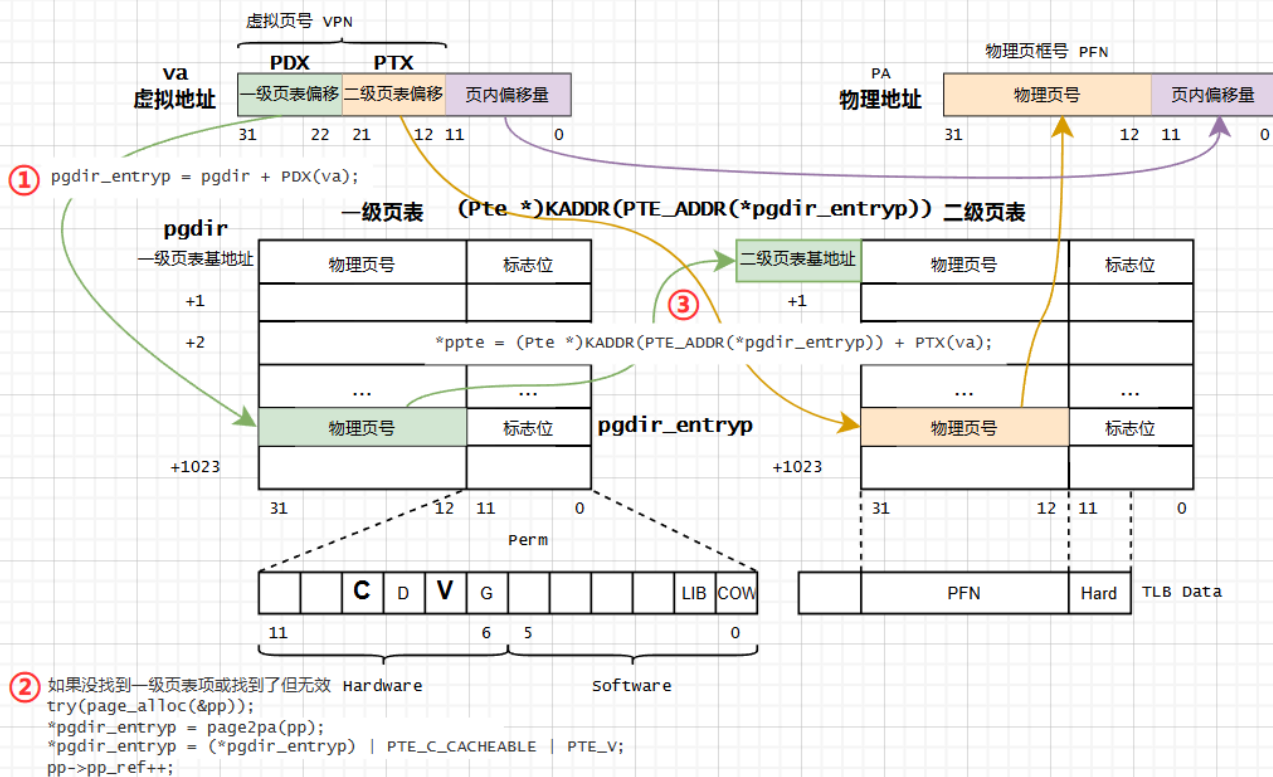 虚拟页号 VPN
PDX PTX
va
虚拟地址
一级页表偏移 二级页表偏移 页内偏移量
31 22 21 12 11 0
物理页框号 PFN
PA
物理地址
物理页号 页内偏移量
31 12 11 0
① pgdir_entryp = pgdir + PDX(va);
一级页表 (Pte *)KADDR(PTE_ADDR(*pgdir_entryp)) 二级页表
pgdir
一级页表基地址 物理页号 标志位 二级页表基地址 物理页号 标志位
+1 ③ +1
+2 *ppte = (Pte *)KADDR(PTE_ADDR(*pgdir_entryp)) + PTX(va);
... ... ... ...
物理页号 标志位 pgdir_entryp 物理页号 标志位
+1023 +1023
31 12 11 0 31 12 11 0
Perm
C D V G LIB COW PFN Hard TLB Data
11 6 5 0
Hardware Software
② 如果没找到一级页表项或找到了但无效
try(page_alloc(&pp));
*pgdir_entryp = page2pa(pp);
*pgdir_entryp = (*pgdir_entryp) | PTE_C_CACHEABLE | PTE_V;
pp->pp_ref++;